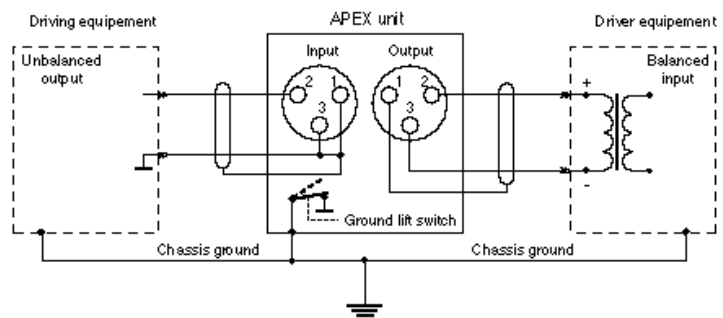 Driving equipement
APEX unit
Driver equipement
Unbalanced
output
Input
Output
Balanced
input
2 1
3
1 2
3
+
-
Ground lift switch
Chassis ground
Chassis ground